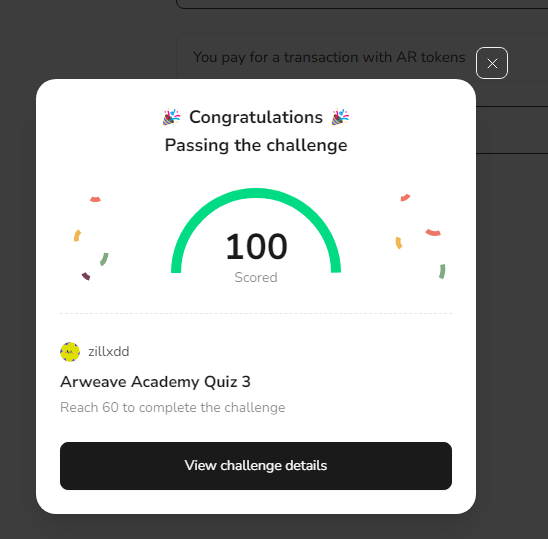 You pay for a transaction with AR tokens
Congratulations
Passing the challenge
100
Scored
zillxdd
Arweave Academy Quiz 3
Reach 60 to complete the challenge
View challenge details